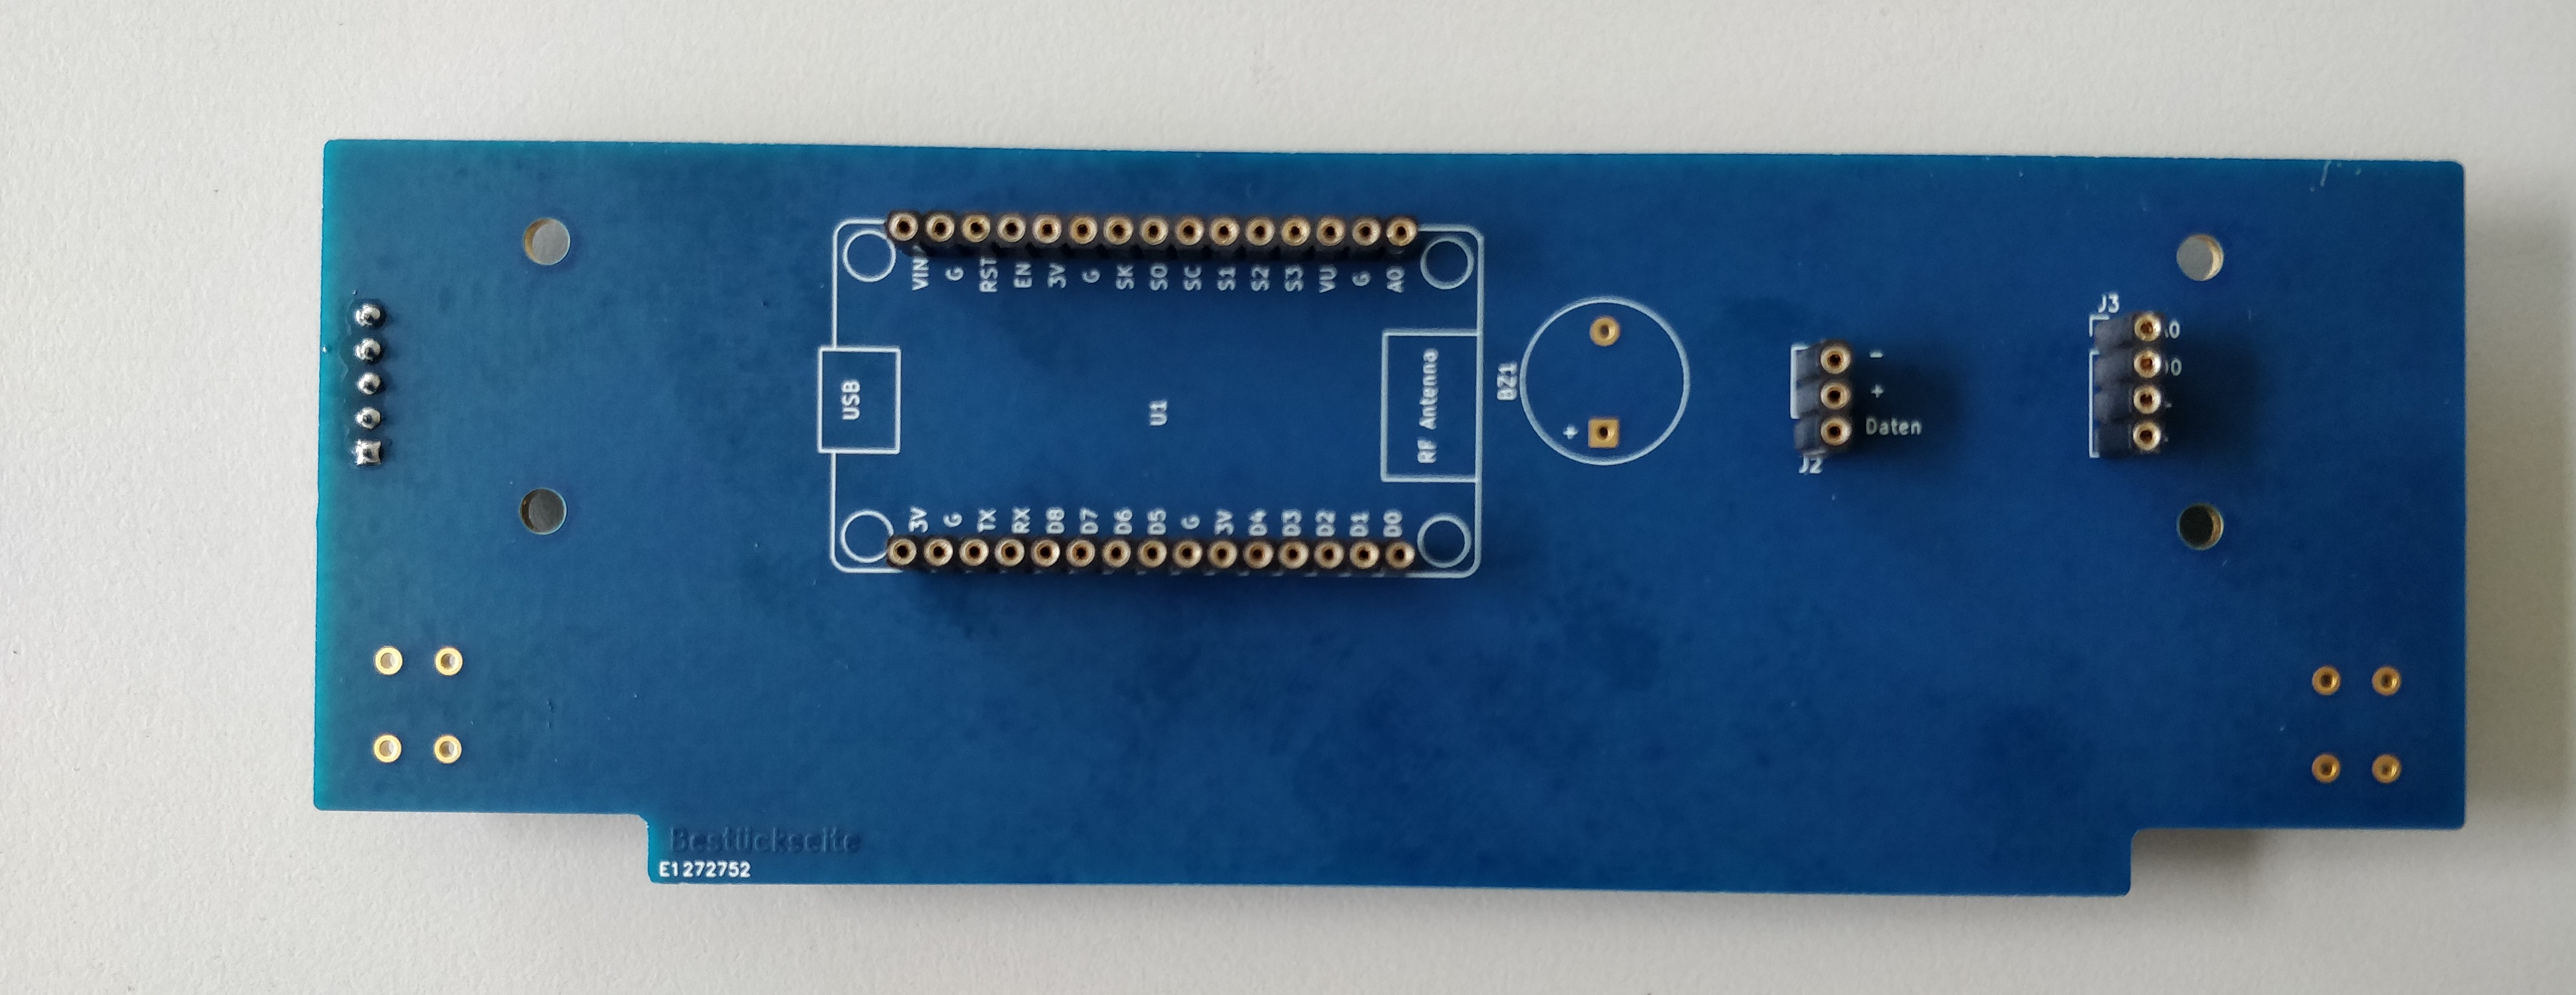 VIN G RST EN 3V G SK SO SC S1 S2 S3 VU G A0
J3
USB
U1
RF Antenna
BZ1
+
-
+
Daten
J2
3V G TX RX D8 D7 D6 D5 G 3V D4 D3 D2 D1 D0
Bestückseite
E1272752